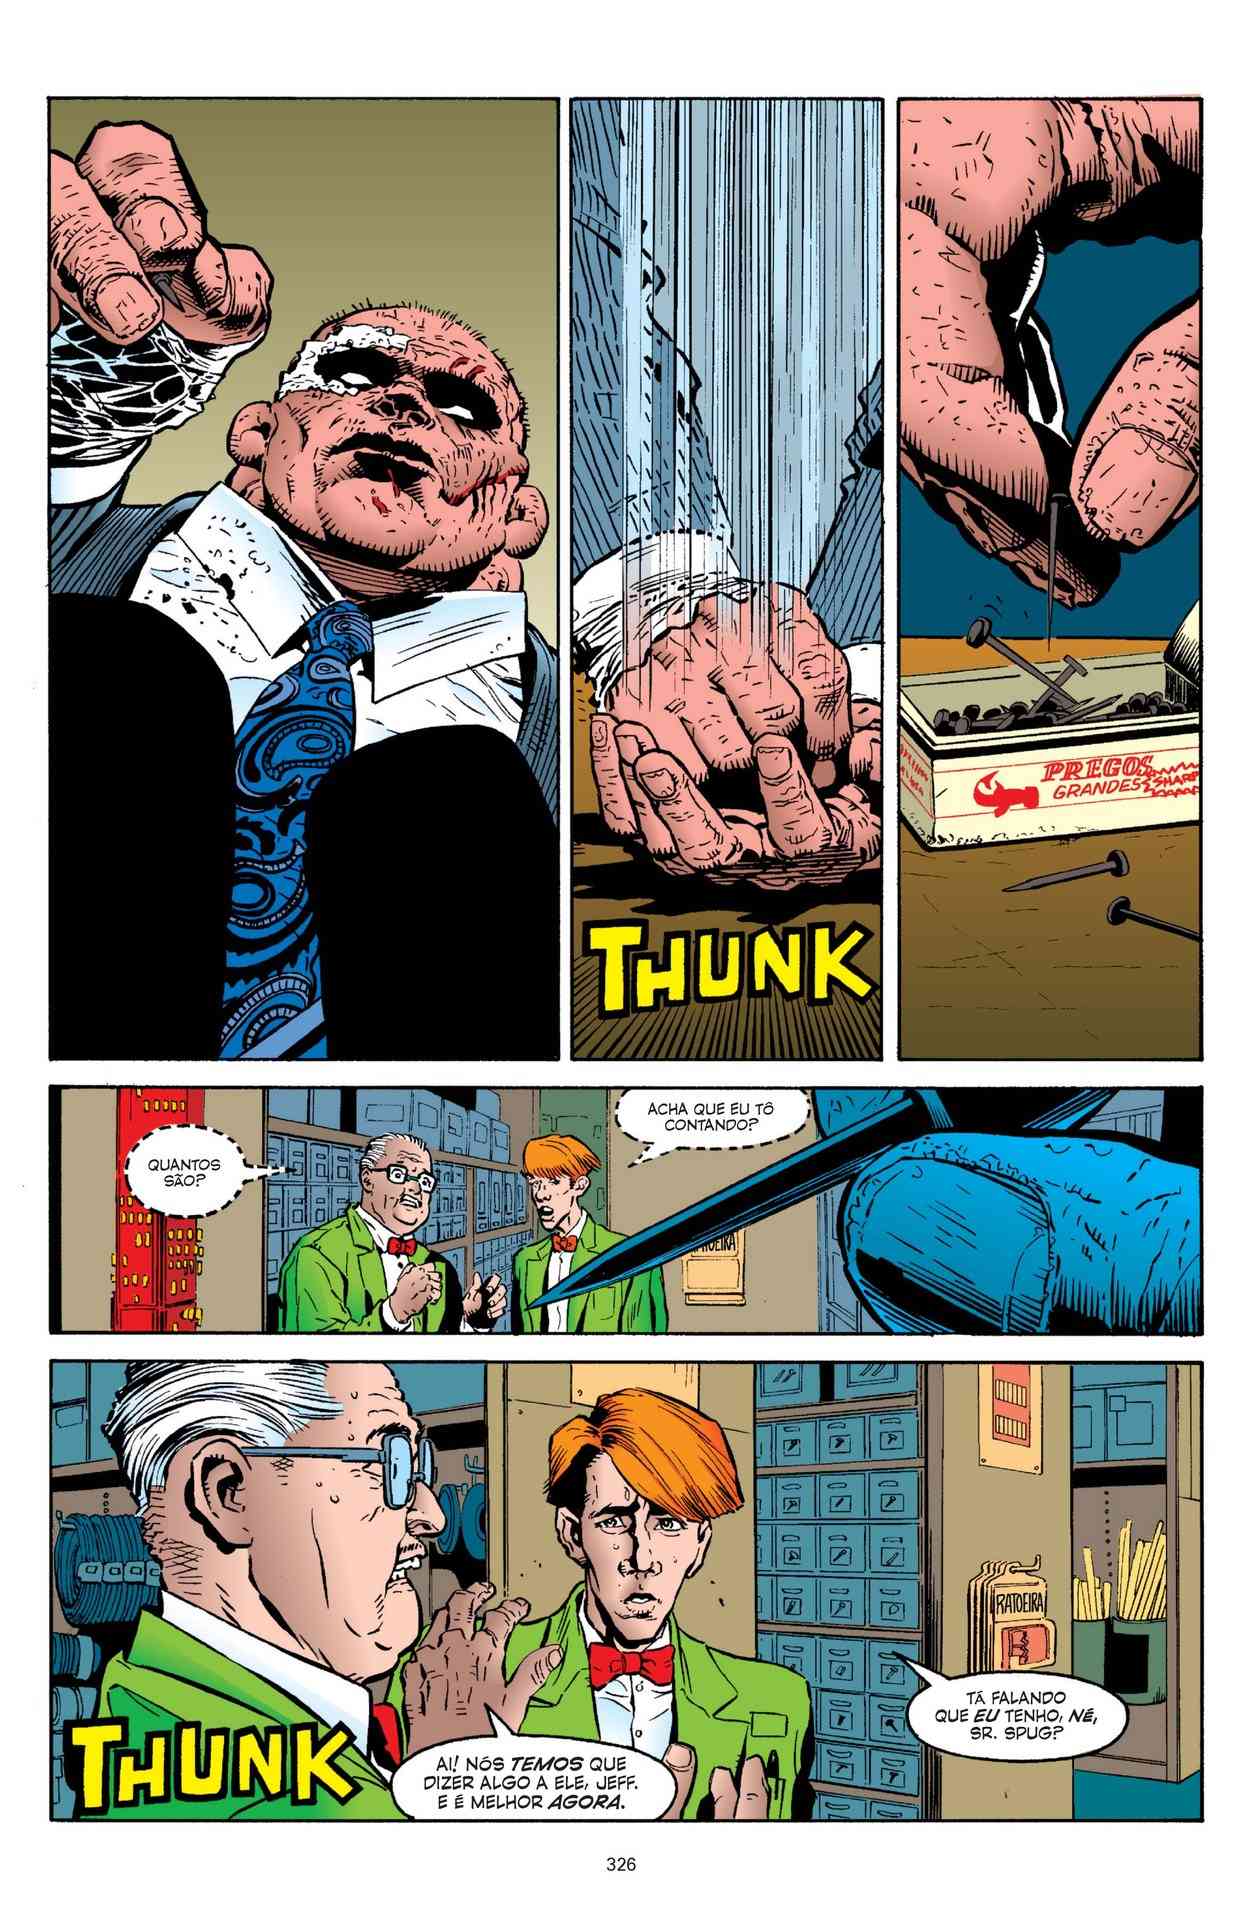 THUNK
PREGOS
GRANDES
SHARP
QUANTOS
SÃO?
ACHA QUE EU TÔ
CONTANDO?
THUNK
AI! NÓS TEMOS QUE
DIZER ALGO A ELE, JEFF.
E É MELHOR AGORA.
RATOEIRA
TÁ FALANDO
QUE EU TENHO, NÉ,
SR. SPUG?
326